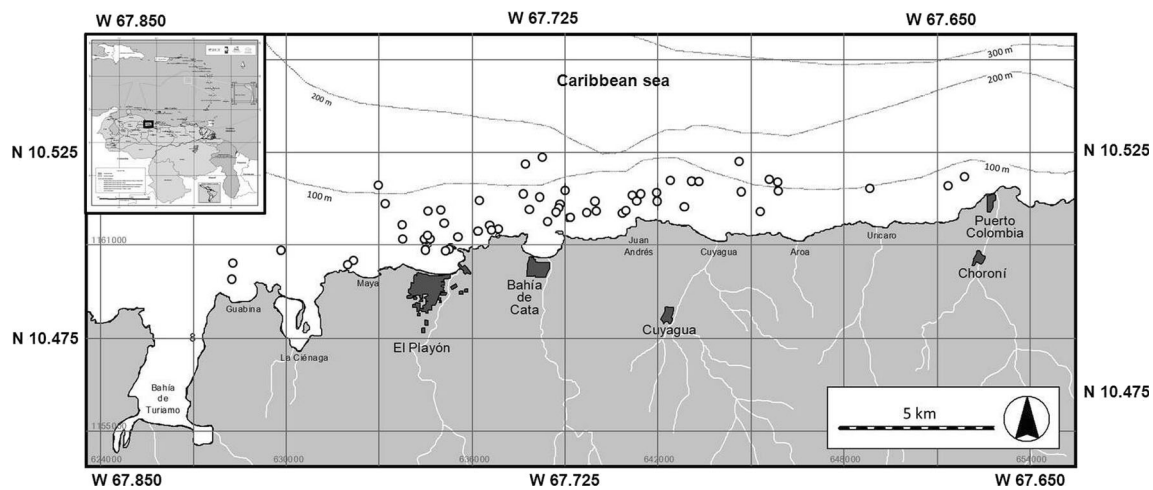 W 67.850
W 67.725
W 67.650
300 m
Caribbean sea
200 m
200 m
N 10.525
N 10.525
100 m
100 m
Puerto
Colombia
1161000
Juan
Andrés
Cuyagua
Aroa
Uricaro
Choroní
Maya
Bahía
de
Cata
Guabina
Cuyagua
N 10.475
La Ciénaga
El Playón
Bahía
de
Turiamo
N 10.475
5 km
1155000
624000
630000
636000
642000
648000
654000
W 67.850
W 67.725
W 67.650